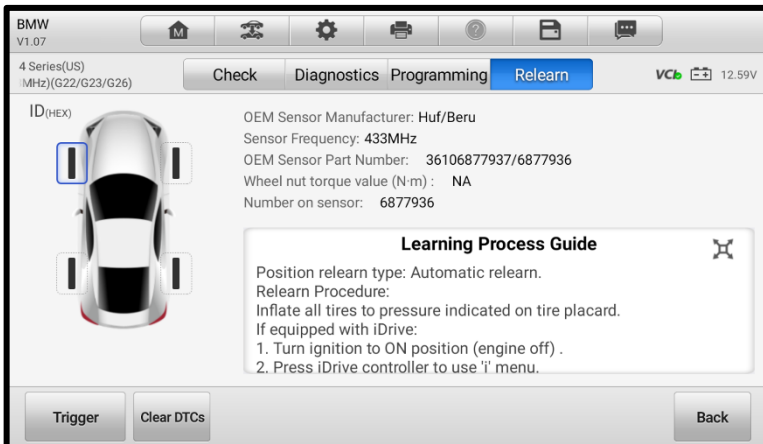 BMW
V1.07
M
?
4 Series(US)
MHz)(G22/G23/G26)
Check
Diagnostics
Programming
Relearn
VCI
12.59V
ID(HEX)
OEM Sensor Manufacturer: Huf/Beru
Sensor Frequency: 433MHz
OEM Sensor Part Number: 36106877937/6877936
Wheel nut torque value (N·m) : NA
Number on sensor: 6877936
Learning Process Guide
Position relearn type: Automatic relearn.
Relearn Procedure:
Inflate all tires to pressure indicated on tire placard.
If equipped with iDrive:
1. Turn ignition to ON position (engine off) .
2. Press iDrive controller to use 'i' menu.
Trigger
Clear DTCs
Back